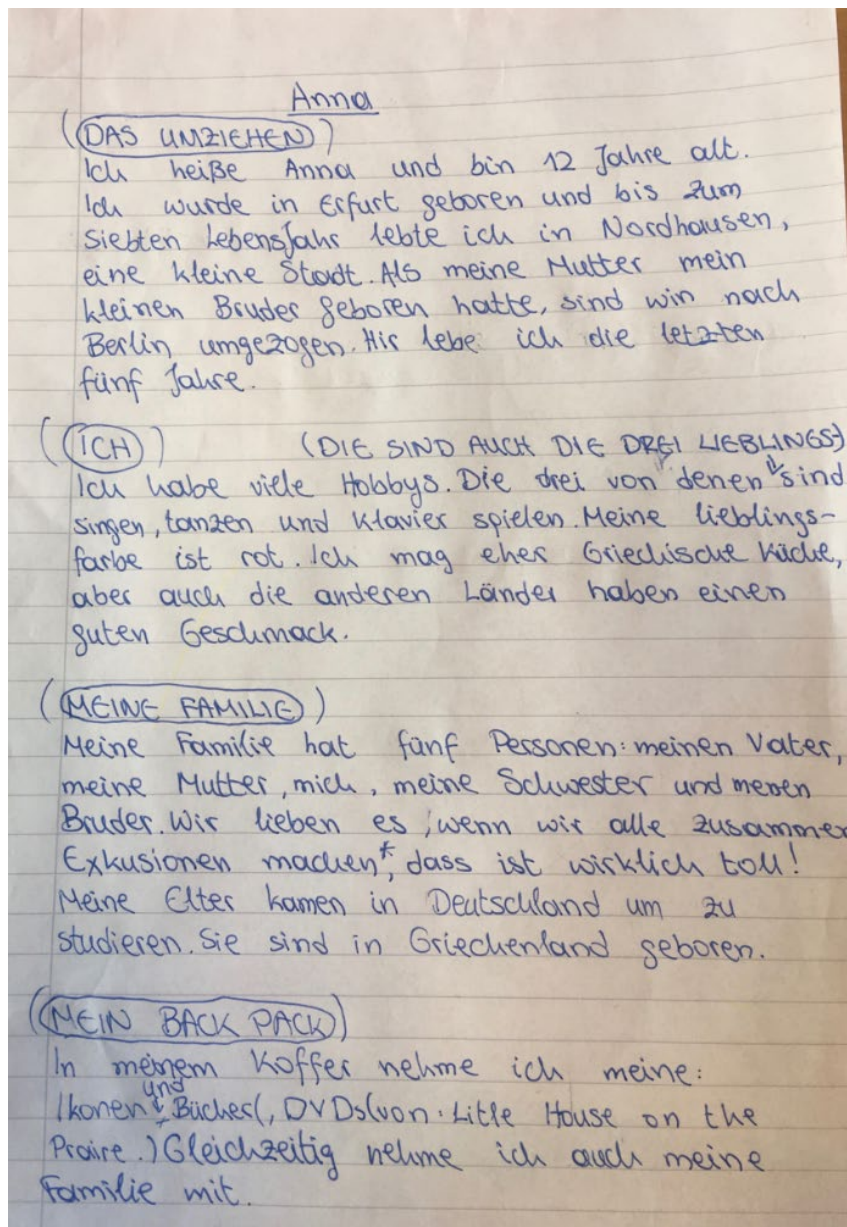 Anna
(DAS UMZIEHEN)
Ich heiße Anna und bin 12 Jahre alt.
Ich wurde in Erfurt geboren und bis zum
siebten Lebensjahr lebte ich in Nordhausen,
eine kleine Stadt. Als meine Mutter mein
kleinen Bruder geboren hatte, sind wir nach
Berlin umgezogen. Hir lebe ich die letzten
fünf Jahre.
(ICH) (DIE SIND AUCH DIE DREI LIEBLINGS)
Ich habe viele Hobbys. Die drei von denen sind
singen, tanzen und Klavier spielen. Meine lieblings-
farbe ist rot. Ich mag eher Griechische Küche,
aber auch die anderen Länder haben einen
guten Geschmack.
(MEINE FAMILIE)
Meine Familie hat fünf Personen: meinen Vater,
meine Mutter, mich, meine Schwester und meinen
Bruder. Wir lieben es, wenn wir alle zusammen
Exkusionen machen*, dass ist wirklich toll!
Meine Elter kamen in Deutschland um zu
studieren. Sie sind in Griechenland geboren.
(MEIN BACK PACK)
In meinem Koffer nehme ich meine:
Ikonen und Bücher(, DVDs(von: Litle House on the
Praire.) Gleichzeitig nehme ich auch meine
Familie mit.